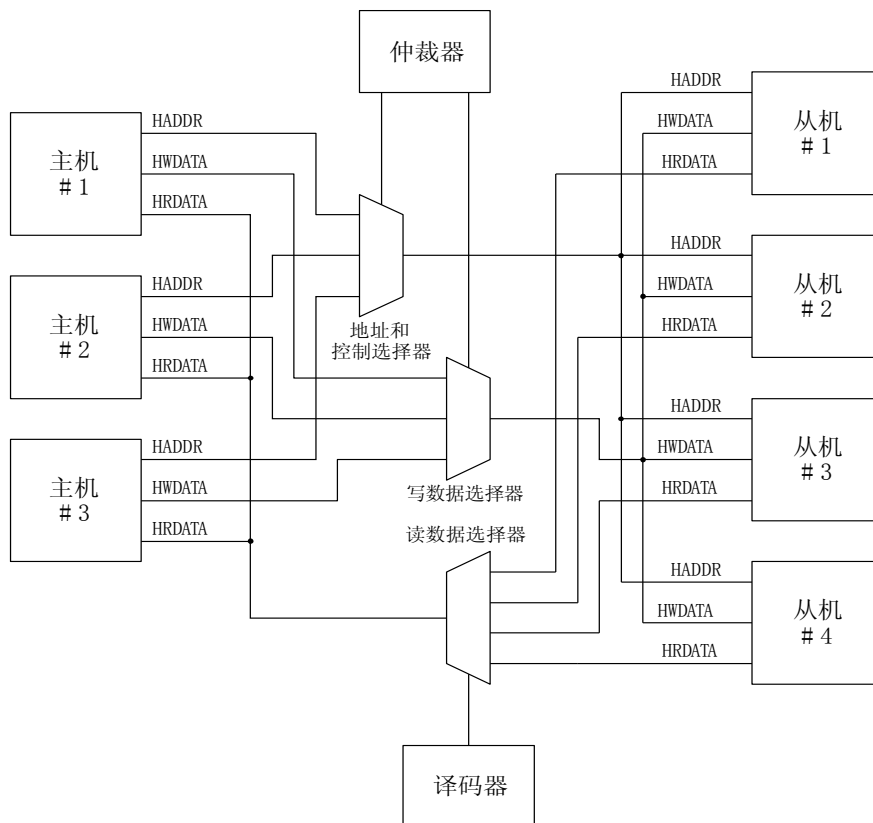 仲裁器
主机
#1
HADDR
HWDATA
HRDATA
主机
#2
HADDR
HWDATA
HRDATA
主机
#3
HADDR
HWDATA
HRDATA
地址和
控制选择器
写数据选择器
读数据选择器
译码器
HADDR
HWDATA
HRDATA
从机
#1
HADDR
HWDATA
HRDATA
从机
#2
HADDR
HWDATA
HRDATA
从机
#3
HADDR
HWDATA
HRDATA
从机
#4